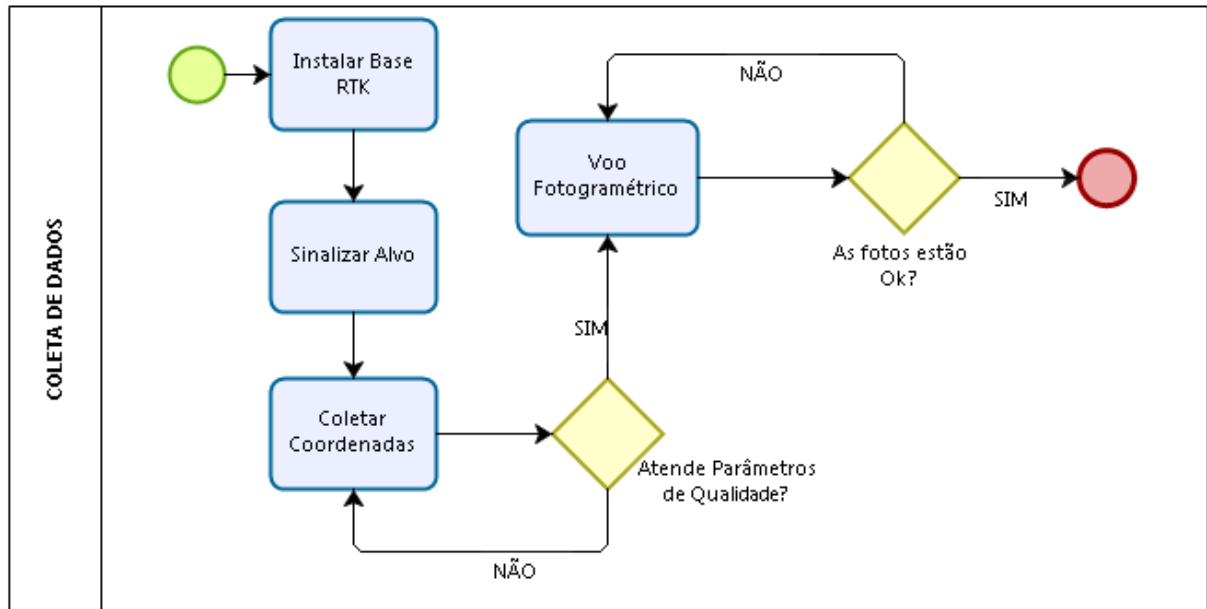 COLETA DE DADOS
Instalar Base
RTK
Sinalizar Alvo
Coletar
Coordenadas
Atende Parâmetros
de Qualidade?
NÃO
SIM
Voo
Fotogramétrico
As fotos estão
Ok?
NÃO
SIM